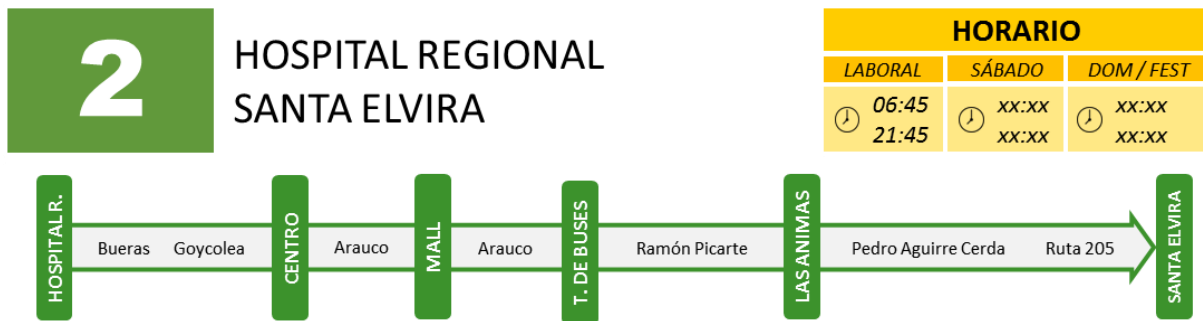 2
HOSPITAL REGIONAL
SANTA ELVIRA
HORARIO
LABORAL SÁBADO DOM / FEST
06:45 xx:xx xx:xx
21:45 xx:xx xx:xx
HOSPITAL R.
Bueras Goycolea
CENTRO
Arauco
MALL
Arauco
T. DE BUSES
Ramón Picarte
LAS ANIMAS
Pedro Aguirre Cerda Ruta 205
SANTA ELVIRA